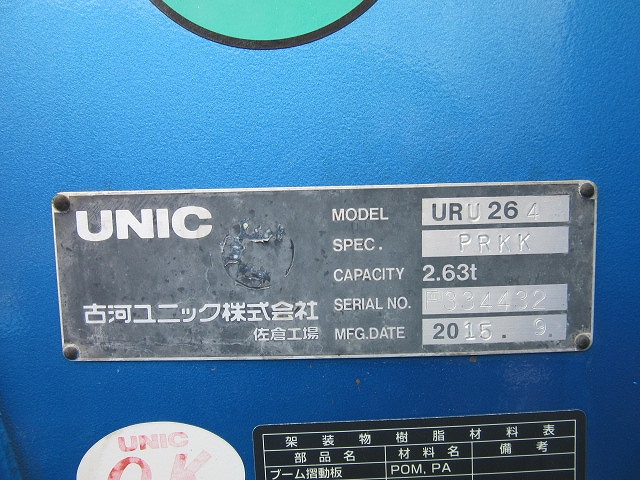 UNIC
MODEL URU264
SPEC. PRKK
CAPACITY 2.63t
SERIAL NO. F334432
MFG.DATE 2015. 9.
古河ユニック株式会社
佐倉工場
UNIC
OK
架装物樹脂材料表
部品名 材料名 備考
ブーム摺動板 POM, PA